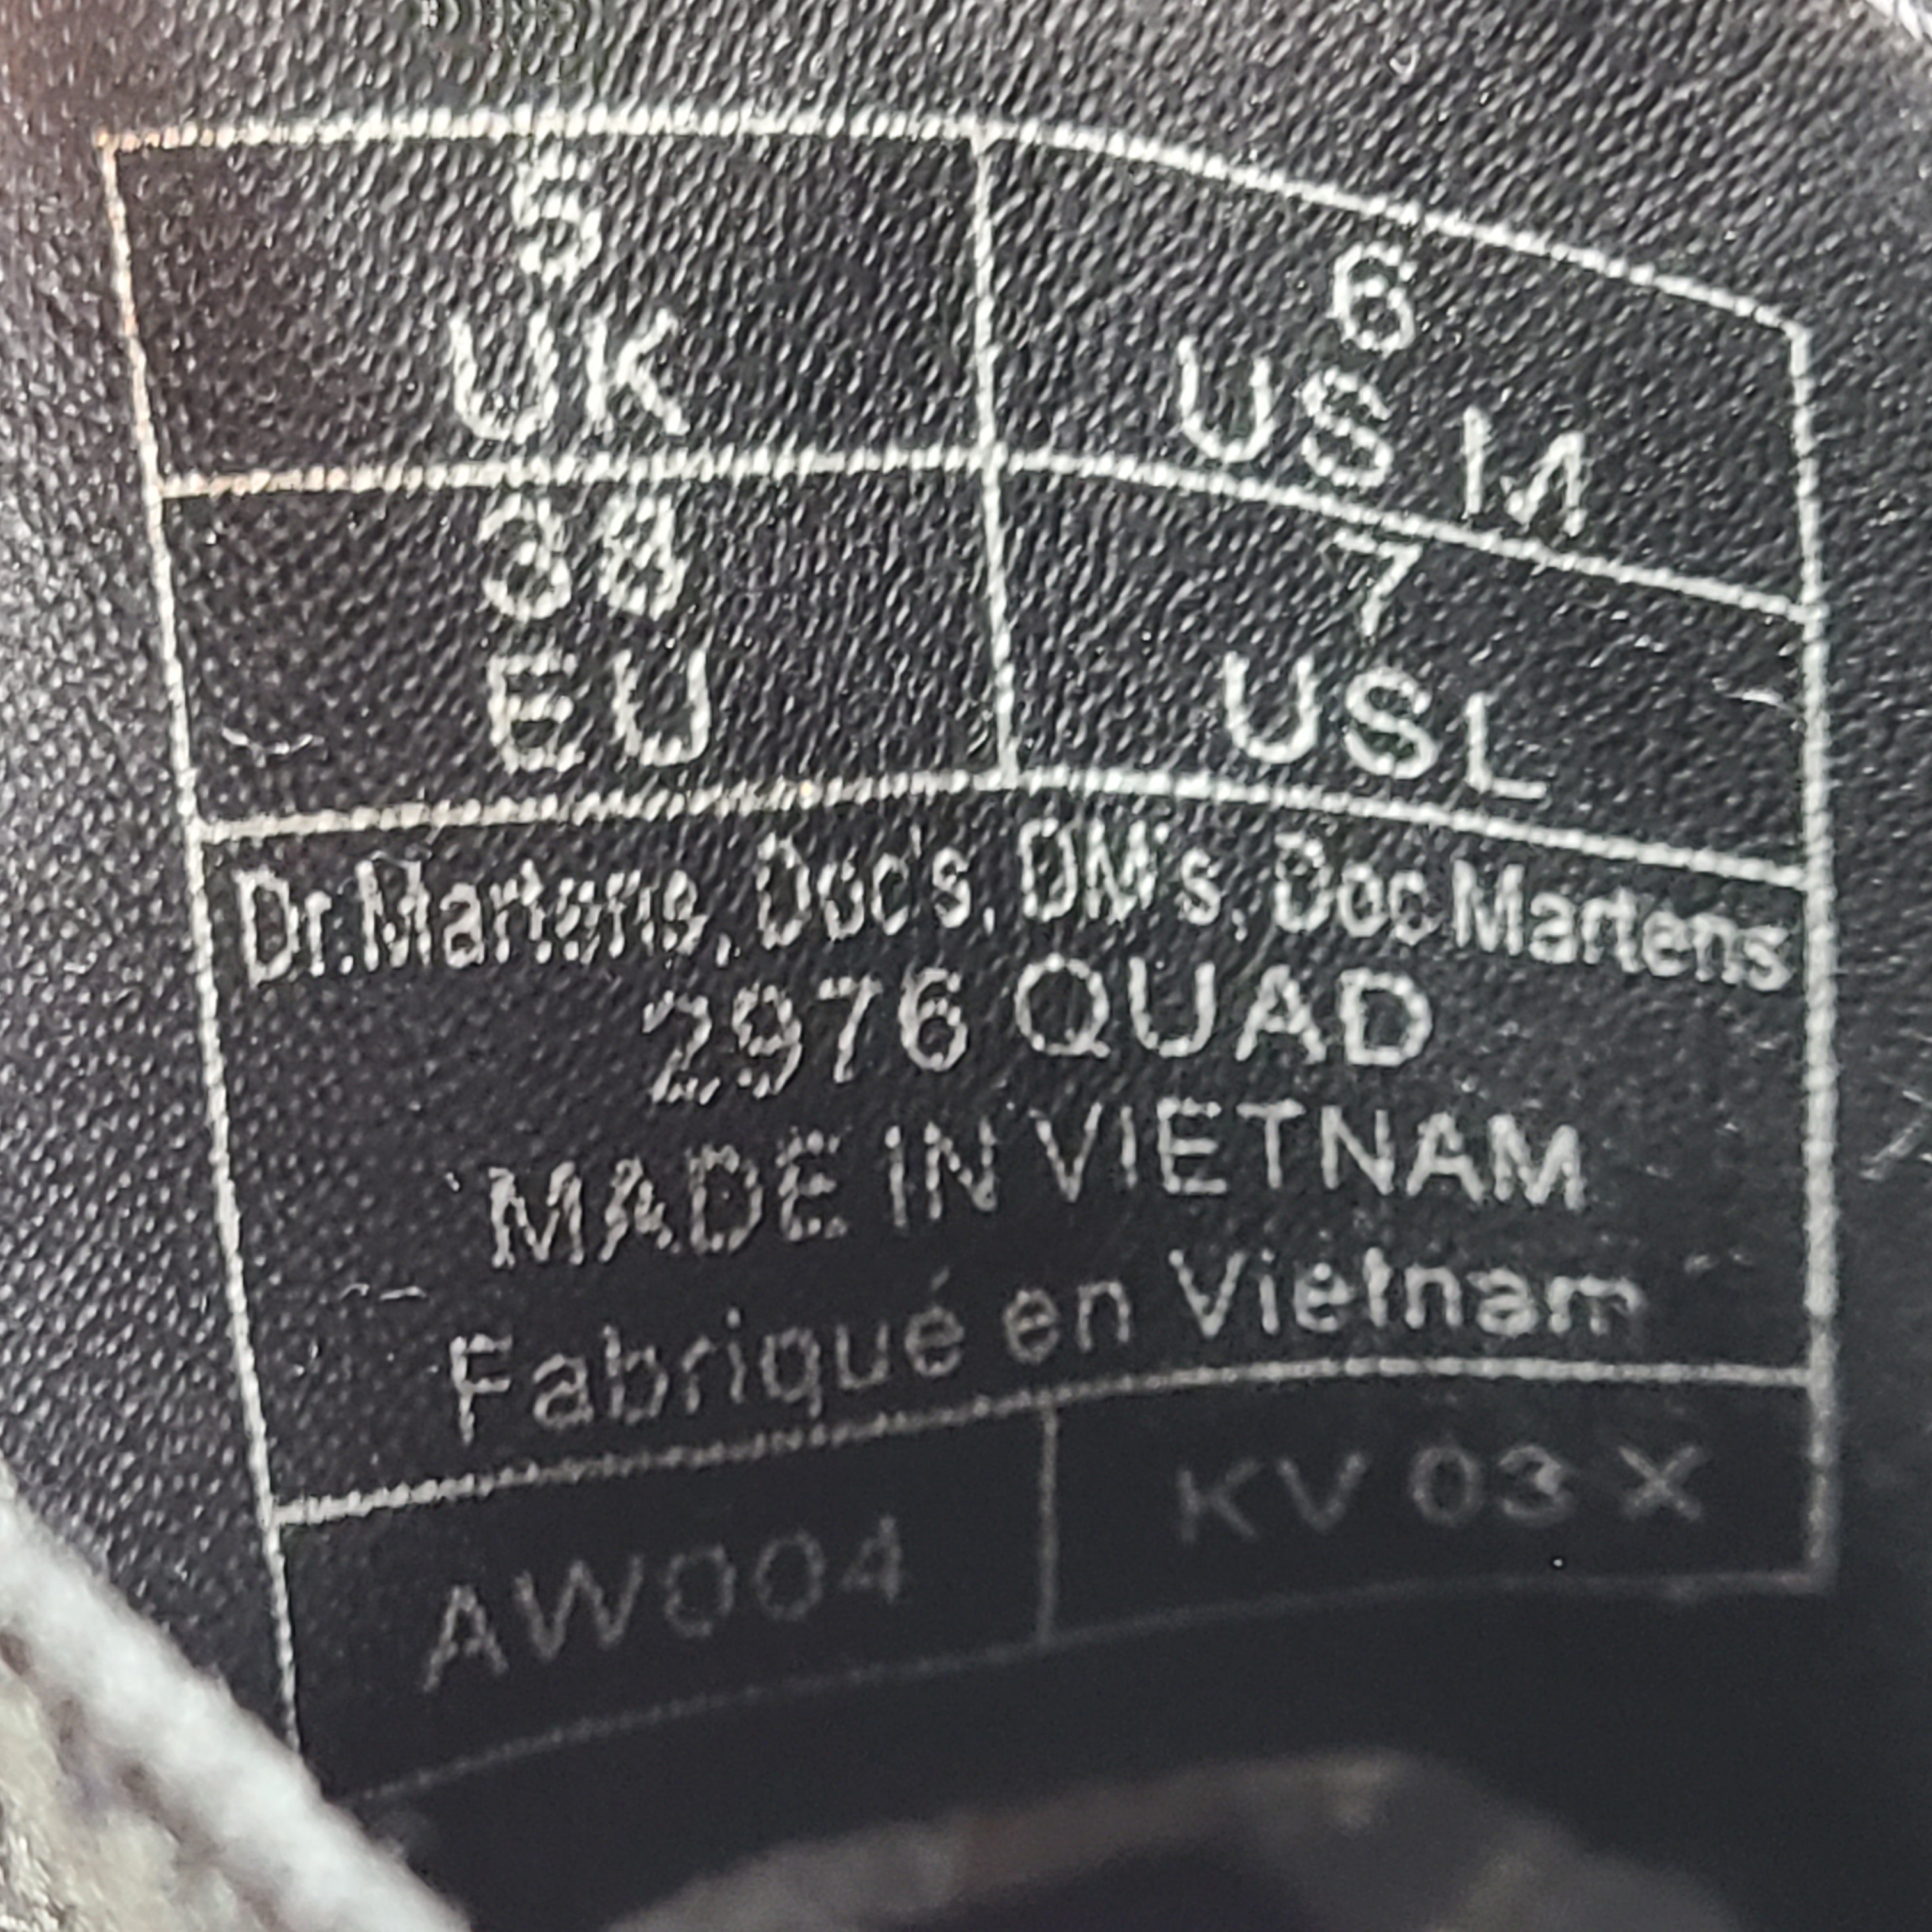 5
UK
6
US M
38
EU
7
US L
Dr.Martens, Doc's, DM's, Doc Martens
2976 QUAD
MADE IN VIETNAM
Fabriqué en Vietnam
AW004
KV 03 X